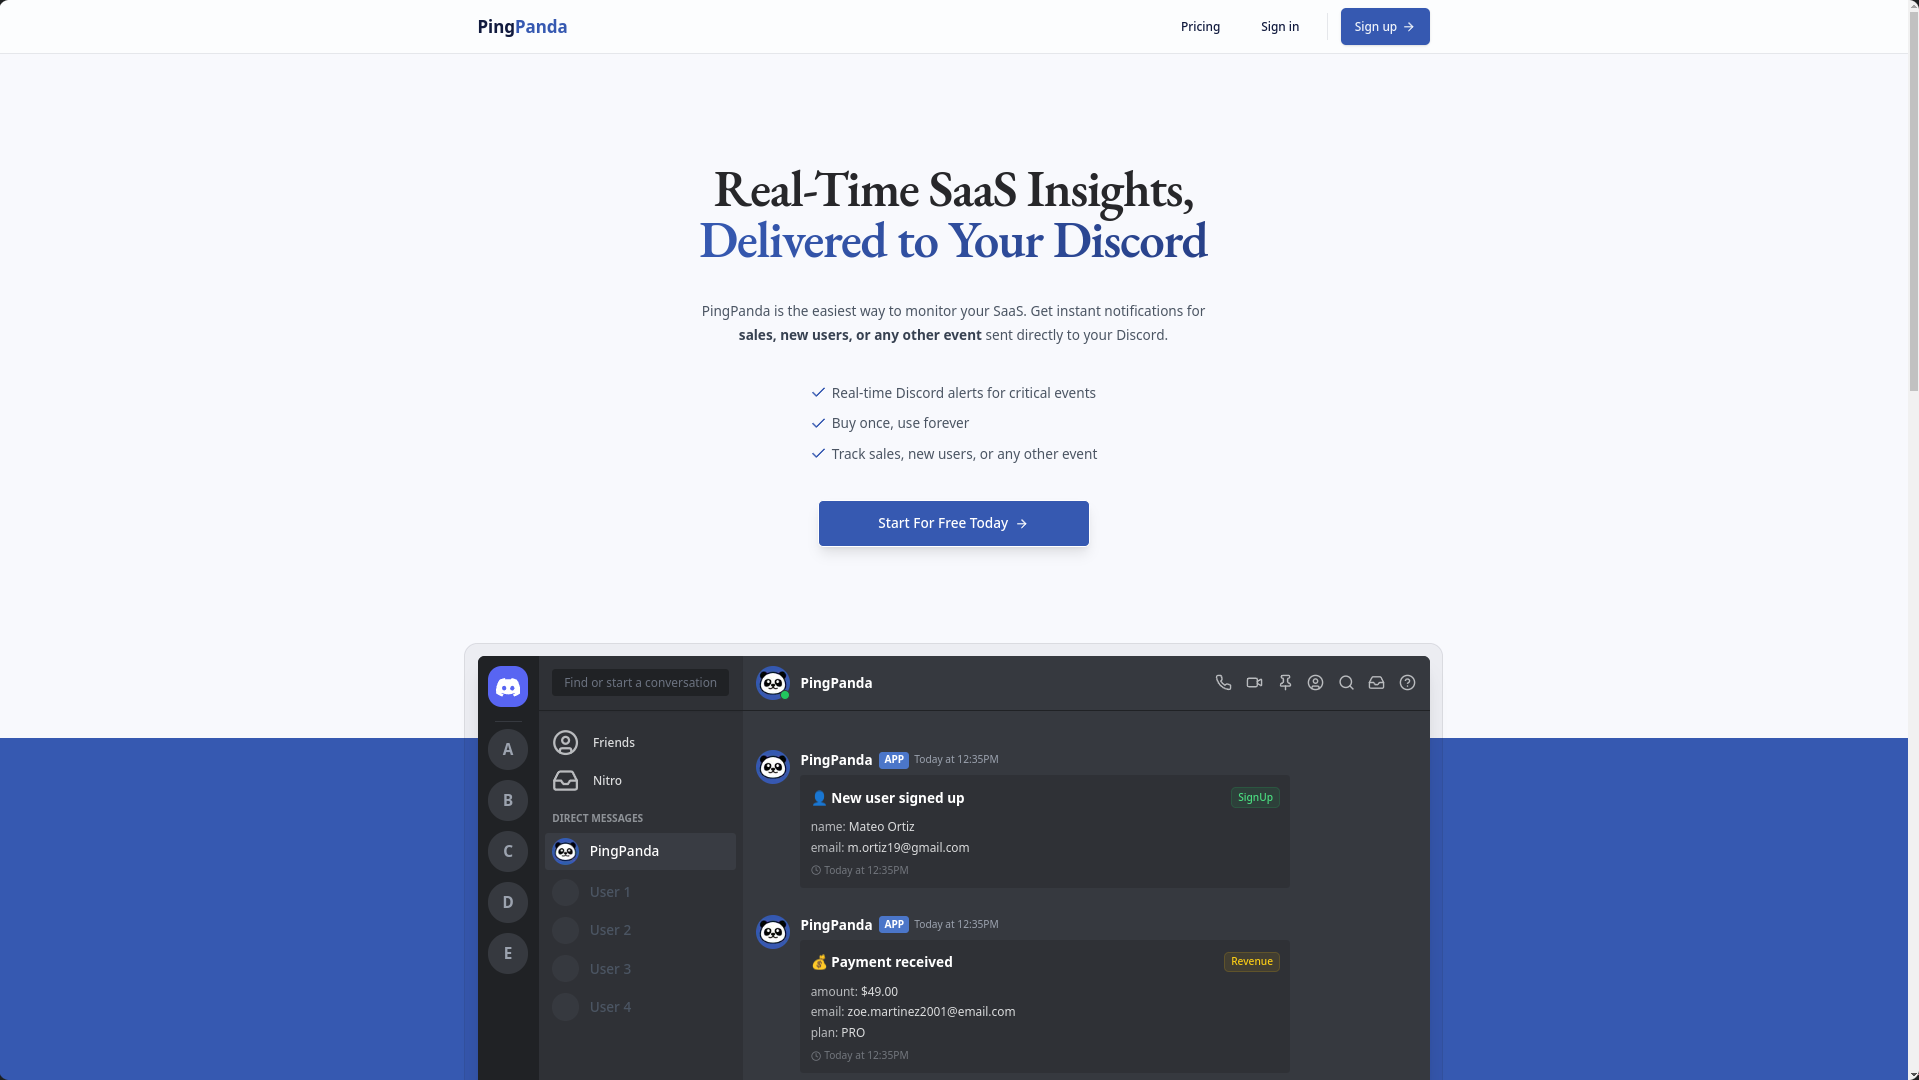 PingPanda
Pricing
Sign in
Sign up
Real-Time SaaS Insights,
Delivered to Your Discord
PingPanda is the easiest way to monitor your SaaS. Get instant notifications for
sales, new users, or any other event sent directly to your Discord.
Real-time Discord alerts for critical events
Buy once, use forever
Track sales, new users, or any other event
Start For Free Today
A
B
C
D
E
Find or start a conversation
Friends
Nitro
DIRECT MESSAGES
PingPanda
User 1
User 2
User 3
User 4
PingPanda
PingPanda APP Today at 12:35PM
👤 New user signed up
SignUp
name: Mateo Ortiz
email: m.ortiz19@gmail.com
Today at 12:35PM
PingPanda APP Today at 12:35PM
💰 Payment received
Revenue
amount: $49.00
email: zoe.martinez2001@email.com
plan: PRO
Today at 12:35PM